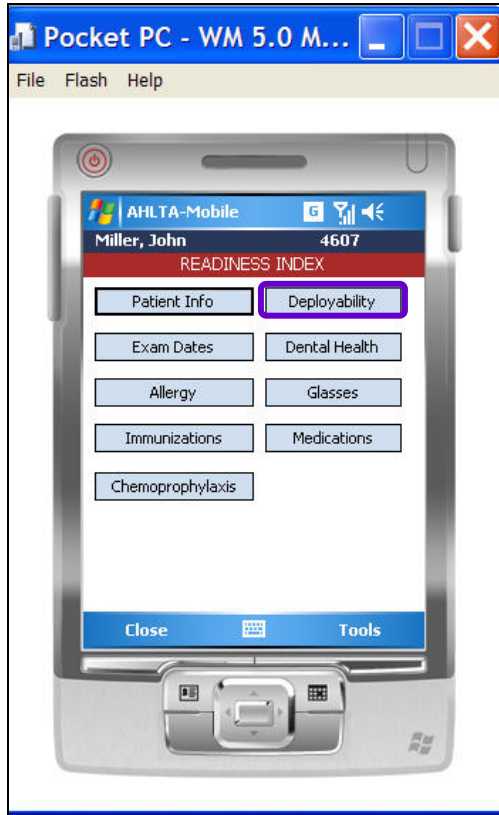 Pocket PC - WM 5.0 M...
File Flash Help
AHLTA-Mobile G
Miller, John 4607
READINESS INDEX
Patient Info Deployability
Exam Dates Dental Health
Allergy Glasses
Immunizations Medications
Chemoprophylaxis
Close Tools